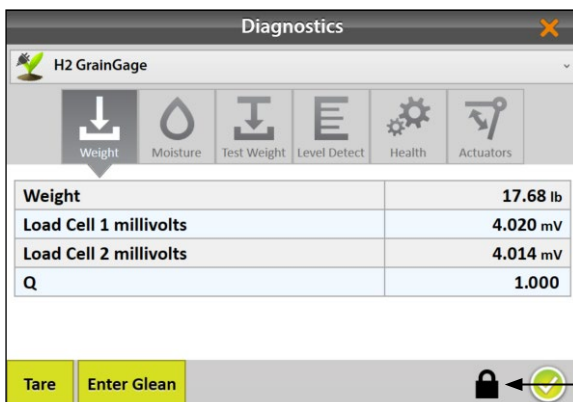 Diagnostics
H2 GrainGage
Weight Moisture Test Weight Level Detect Health Actuators
Weight 17.68 lb
Load Cell 1 millivolts 4.020 mV
Load Cell 2 millivolts 4.014 mV
Q 1.000
Tare Enter Glean